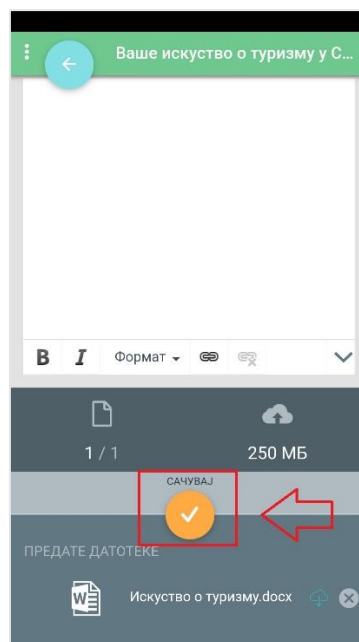 Ваше искуство о туризму у С...
B I Формат
1 / 1 250 МБ
САЧУВАЈ
ПРЕДАТЕ ДАТОТЕКЕ
W Искуство о туризму.docx